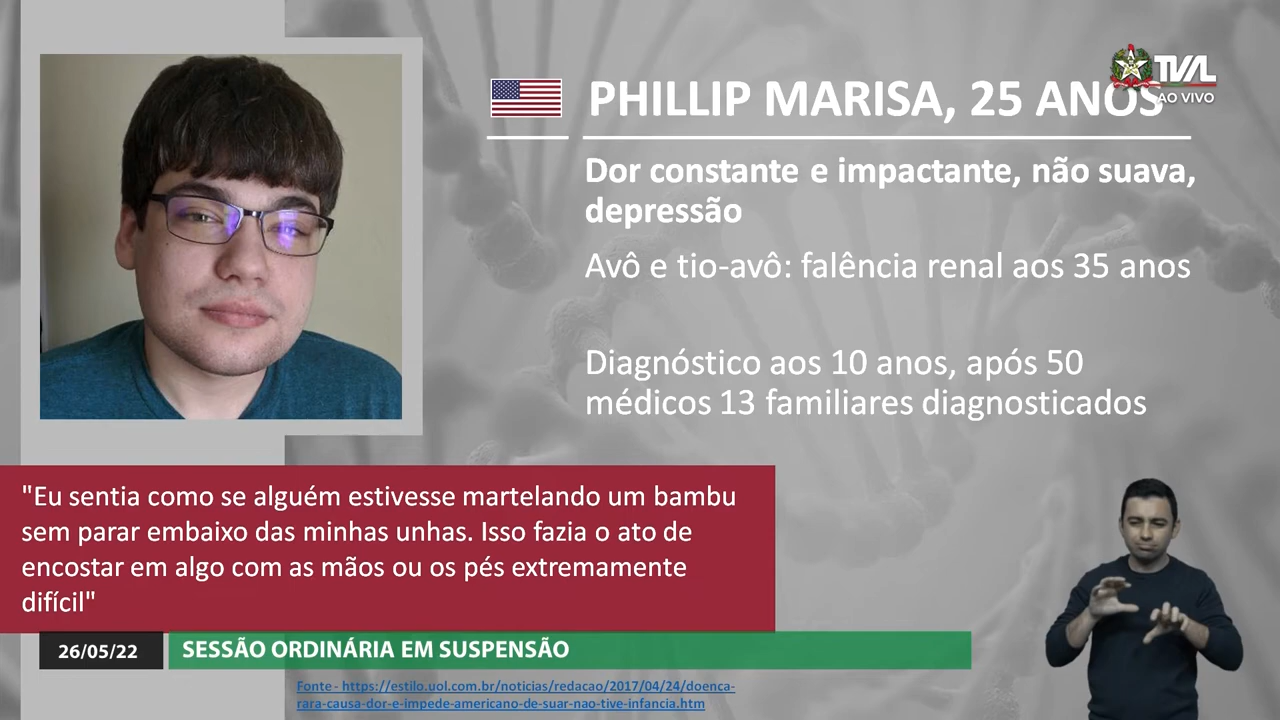 PHILLIP MARISA, 25 ANOS
TVAL
AO VIVO
Dor constante e impactante, não suava,
depressão
Avô e tio-avô: falência renal aos 35 anos
Diagnóstico aos 10 anos, após 50
médicos 13 familiares diagnosticados
"Eu sentia como se alguém estivesse martelando um bambu
sem parar embaixo das minhas unhas. Isso fazia o ato de
encostar em algo com as mãos ou os pés extremamente
difícil"
26/05/22
SESSÃO ORDINÁRIA EM SUSPENSÃO
Fonte - https://estilo.uol.com.br/noticias/redacao/2017/04/24/doenca-
rara-causa-dor-e-impede-americano-de-suar-nao-tive-infancia.htm